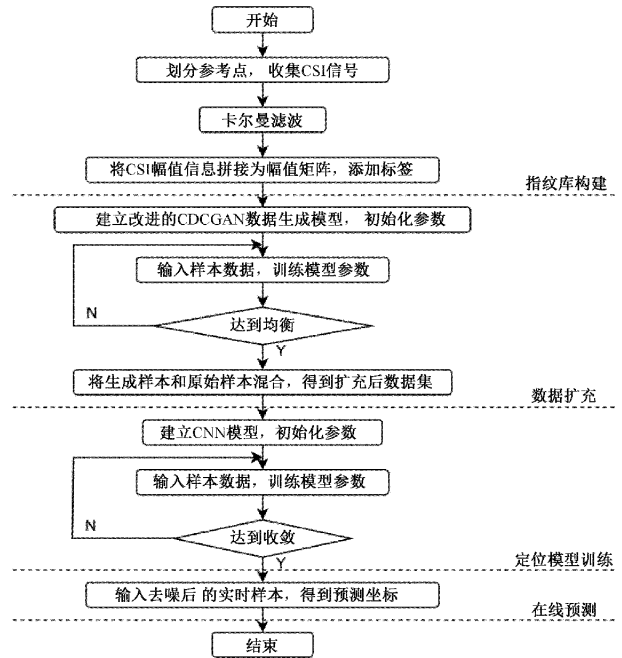 开始
划分参考点，收集CSI信号
卡尔曼滤波
将CSI幅值信息拼接为幅值矩阵，添加标签
指纹库构建
建立改进的CDCGAN数据生成模型，初始化参数
输入样本数据，训练模型参数
N
达到均衡
Y
将生成样本和原始样本混合，得到扩充后数据集
数据扩充
建立CNN模型，初始化参数
输入样本数据，训练模型参数
N
达到收敛
Y
定位模型训练
输入去噪后 的实时样本，得到预测坐标
在线预测
结束